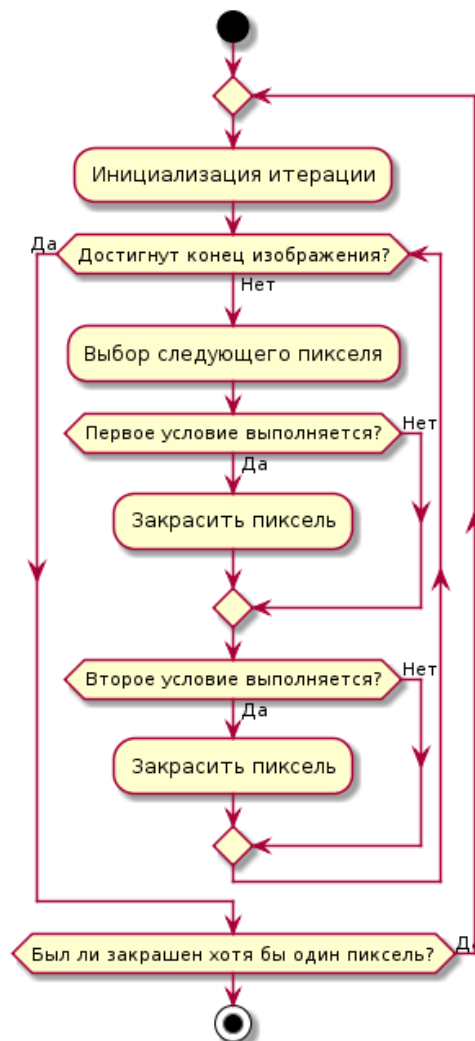 Инициализация итерации
Да
Достигнут конец изображения?
Нет
Выбор следующего пикселя
Первое условие выполняется?
Нет
Да
Закрасить пиксель
Второе условие выполняется?
Нет
Да
Закрасить пиксель
Был ли закрашен хотя бы один пиксель?
Да